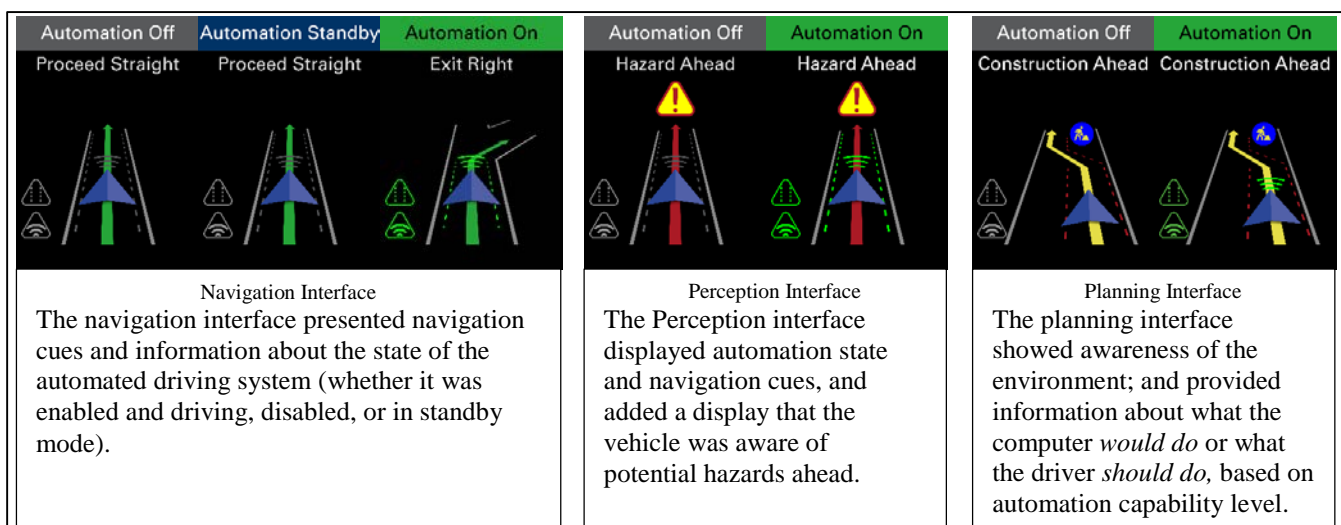 Automation Off
Automation Standby
Automation On
Proceed Straight
Proceed Straight
Exit Right
Navigation Interface
The navigation interface presented navigation
cues and information about the state of the
automated driving system (whether it was
enabled and driving, disabled, or in standby
mode).
Automation Off
Automation On
Hazard Ahead
Hazard Ahead
Perception Interface
The Perception interface
displayed automation state
and navigation cues, and
added a display that the
vehicle was aware of
potential hazards ahead.
Automation Off
Automation On
Construction Ahead
Construction Ahead
Planning Interface
The planning interface
showed awareness of the
environment; and provided
information about what the
computer would do or what
the driver should do, based on
automation capability level.